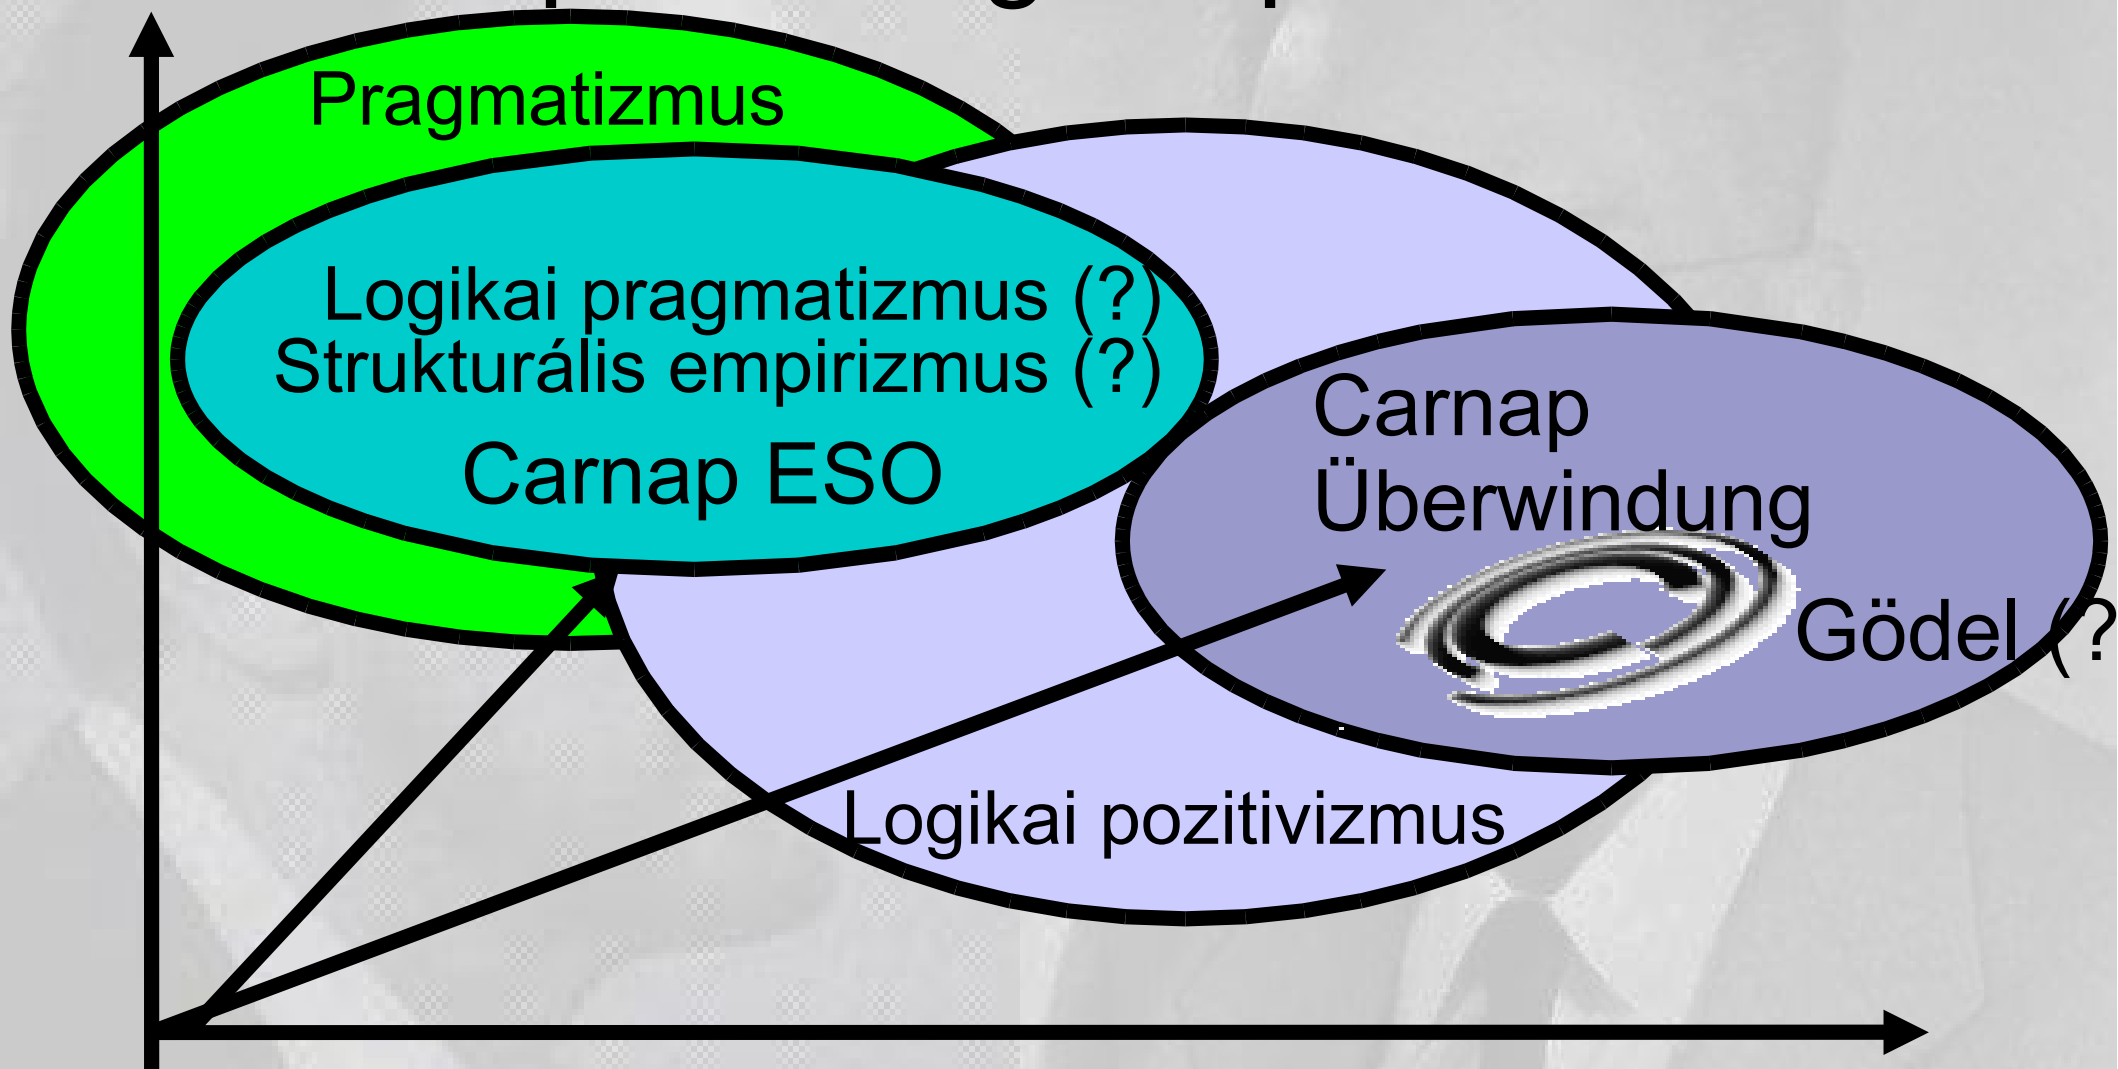 Pragmatizmus
Logikai pragmatizmus (?)
Strukturális empirizmus (?)
Carnap ESO
Carnap
Überwindung
Gödel (?
Logikai pozitivizmus